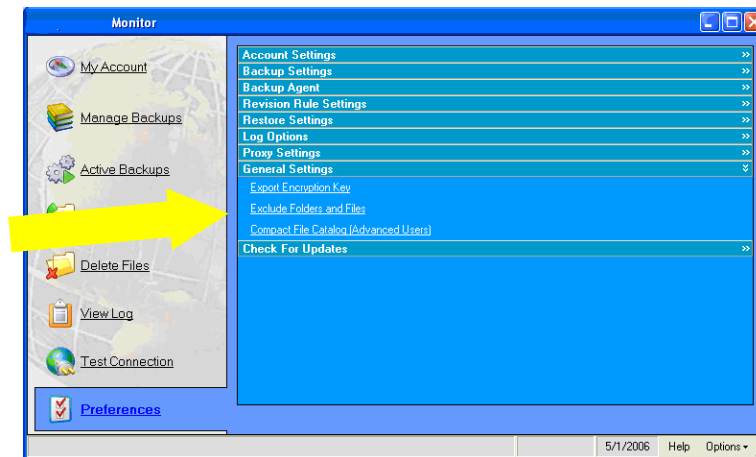 Monitor
My Account
Manage Backups
Active Backups
Delete Files
View Log
Test Connection
Preferences
Account Settings
Backup Settings
Backup Agent
Revision Rule Settings
Restore Settings
Log Options
Proxy Settings
General Settings
Export Encryption Key
Exclude Folders and Files
Compact File Catalog (Advanced Users)
Check For Updates
5/1/2006 Help Options